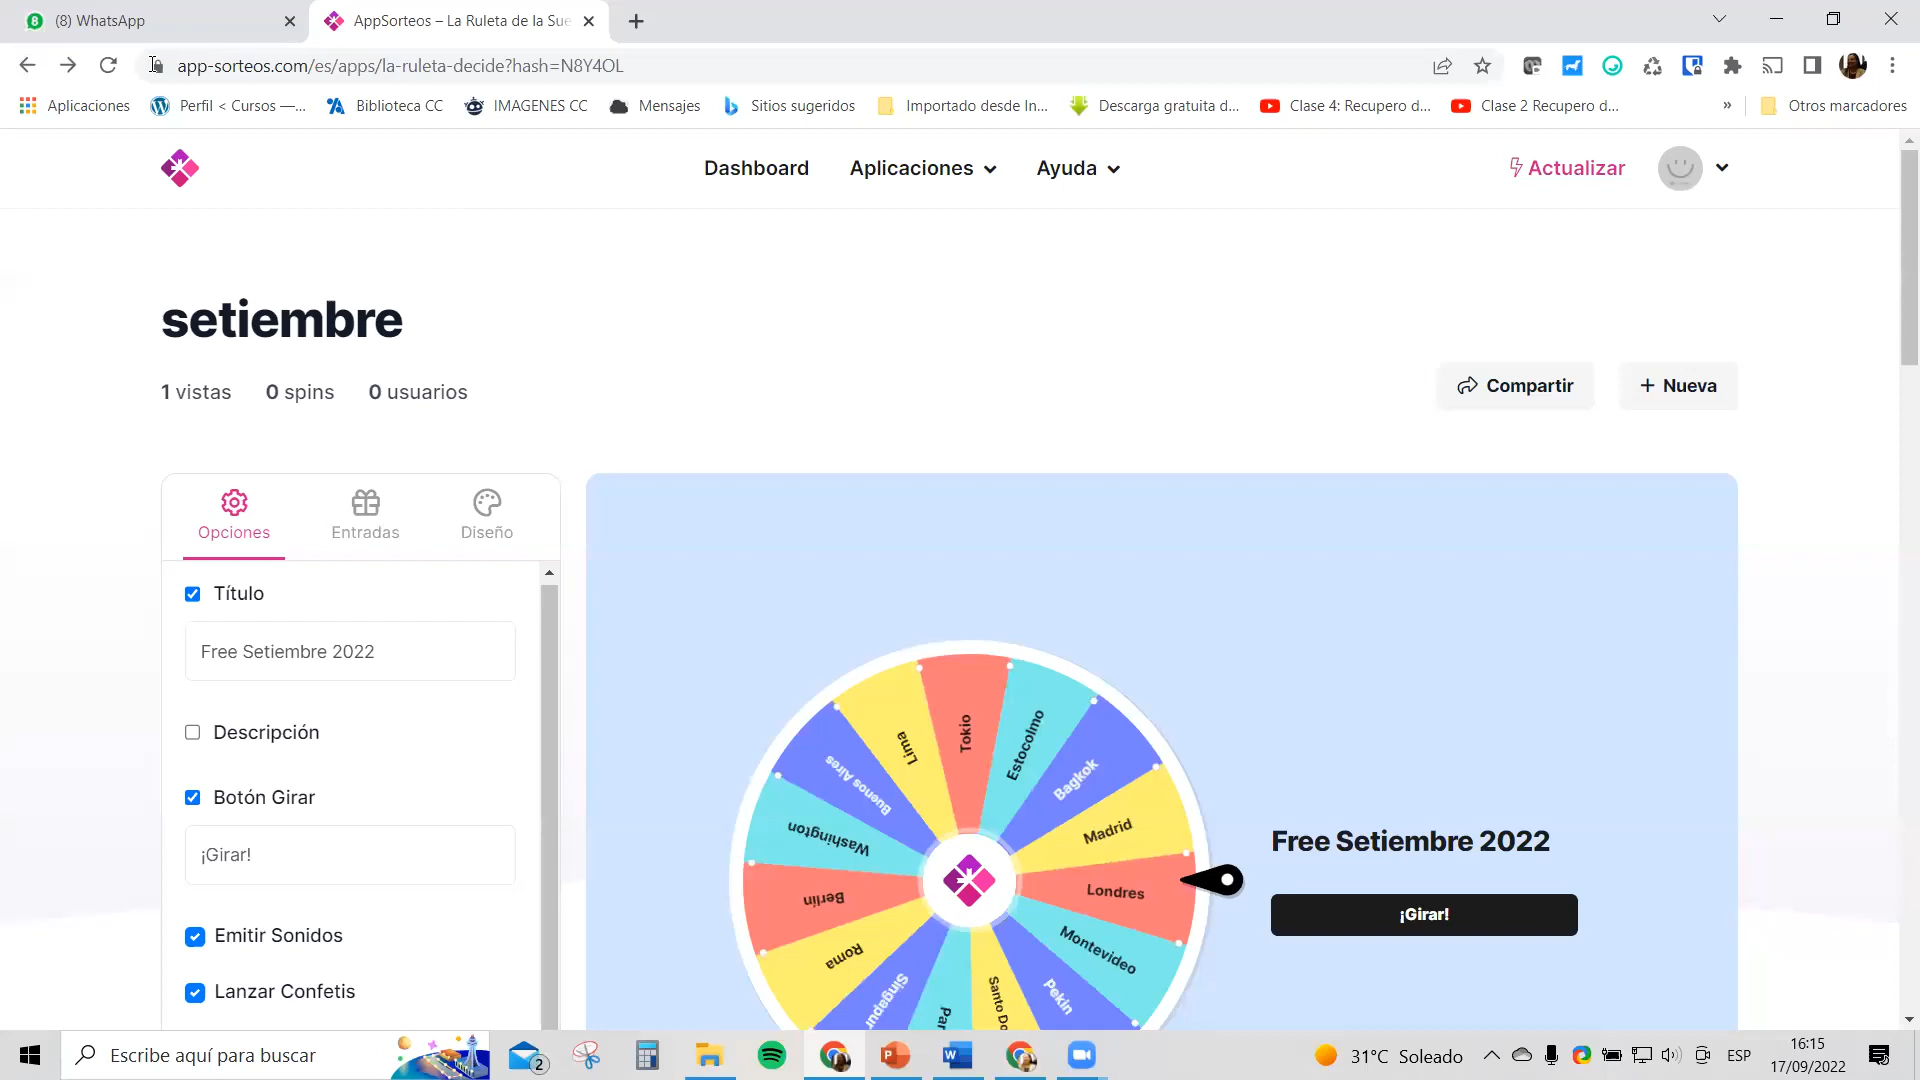 (8) WhatsApp
AppSorteos – La Ruleta de la Sue
app-sorteos.com/es/apps/la-ruleta-decide?hash=N8Y4OL
Aplicaciones
Perfil < Cursos —...
Biblioteca CC
IMAGENES CC
Mensajes
Sitios sugeridos
Importado desde In...
Descarga gratuita d...
Clase 4: Recupero d...
Clase 2 Recupero d...
»
Otros marcadores
Dashboard
Aplicaciones
Ayuda
Actualizar
setiembre
1 vistas
0 spins
0 usuarios
Compartir
+ Nueva
Opciones
Entradas
Diseño
Título
Free Setiembre 2022
Descripción
Botón Girar
¡Girar!
Emitir Sonidos
Lanzar Confetis
Tokio
Estocolmo
Bagkok
Madrid
Londres
Montevideo
Pekin
Santo Do
Par
Singapur
Roma
Berlin
Washington
Buenos Aires
Lima
Free Setiembre 2022
¡Girar!
Escribe aquí para buscar
2
31°C Soleado
ESP
16:15
17/09/2022